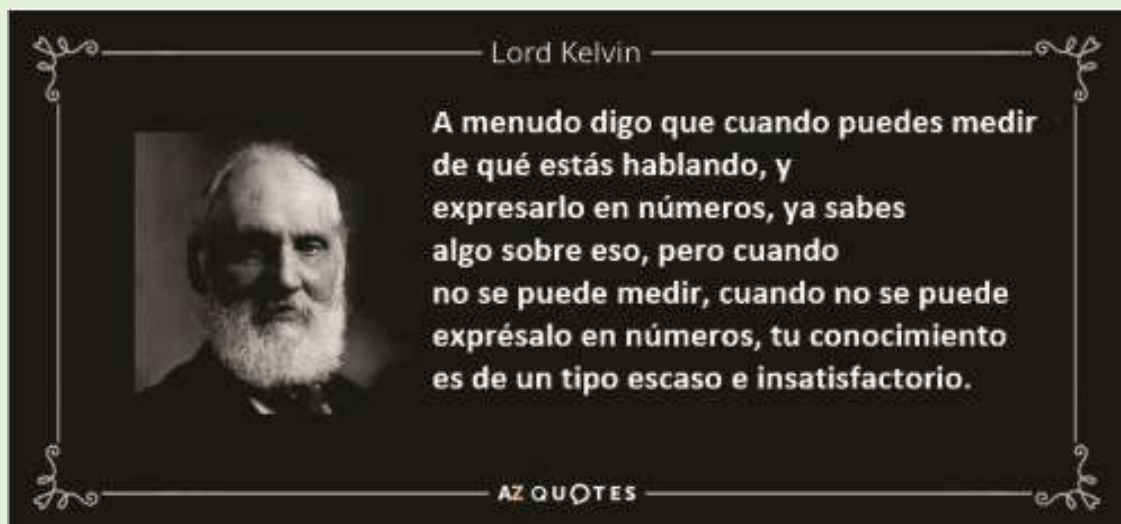 Lord Kelvin
A menudo digo que cuando puedes medir
de qué estás hablando, y
expresarlo en números, ya sabes
algo sobre eso, pero cuando
no se puede medir, cuando no se puede
exprésalo en números, tu conocimiento
es de un tipo escaso e insatisfactorio.
AZ QUOTES